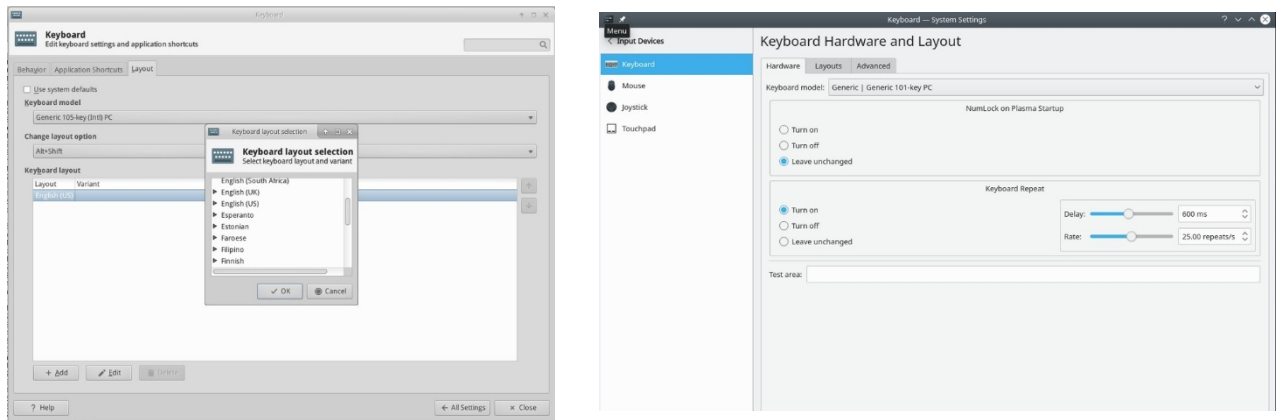 Keyboard
Keyboard
Edit keyboard settings and application shortcuts
Behavior Application Shortcuts Layout
Use system defaults
Keyboard model
Generic 105-key (Intl) PC
Change layout option
Alt+Shift
Keyboard layout
Layout Variant
English (US)
Keyboard layout selection
Keyboard layout selection
Select keyboard layout and variant
English (South Africa)
English (UK)
English (US)
Esperanto
Estonian
Faroese
Filipino
Finnish
OK Cancel
Add Edit Delete
? Help
All Settings Close
Keyboard — System Settings
Menu
Input Devices
Keyboard
Mouse
Joystick
Touchpad
Keyboard Hardware and Layout
Hardware Layouts Advanced
Keyboard model: Generic | Generic 101-key PC
NumLock on Plasma Startup
Turn on
Turn off
Leave unchanged
Keyboard Repeat
Turn on
Turn off
Leave unchanged
Delay: 600 ms
Rate: 25.00 repeats/s
Test area: